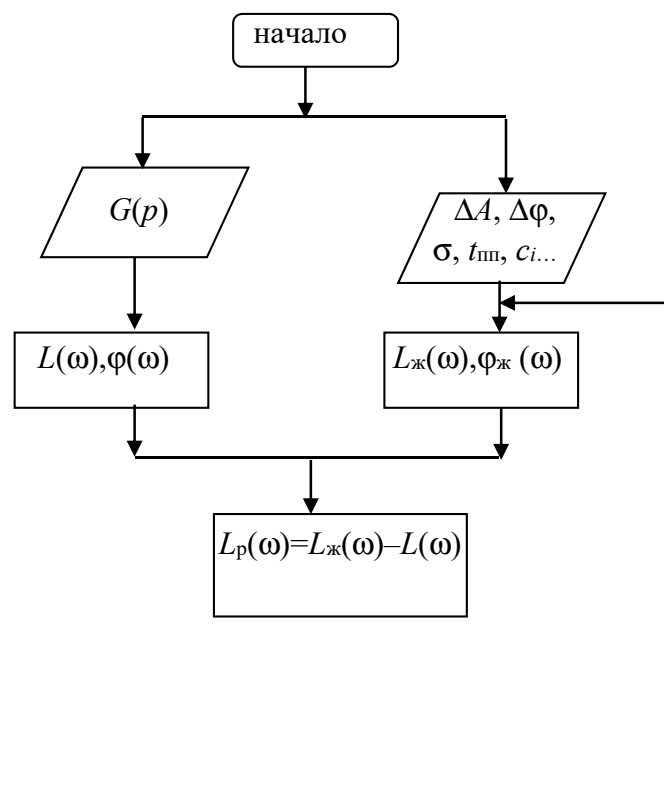 начало
G(p)
ΔA, Δφ,
σ, tпп, ci…
L(ω),φ(ω)
Lж(ω),φж (ω)
Lр(ω)=Lж(ω)–L(ω)